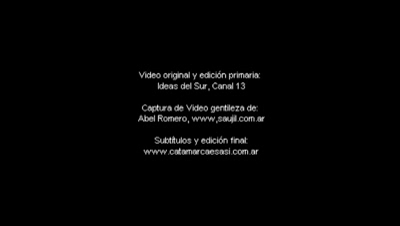 Video original y edición primaria:
Ideas del Sur, Canal 13
Captura de Video gentileza de:
Abel Romero, www.saujil.com.ar
Subtítulos y edición final:
www.catamarcaesasi.com.ar